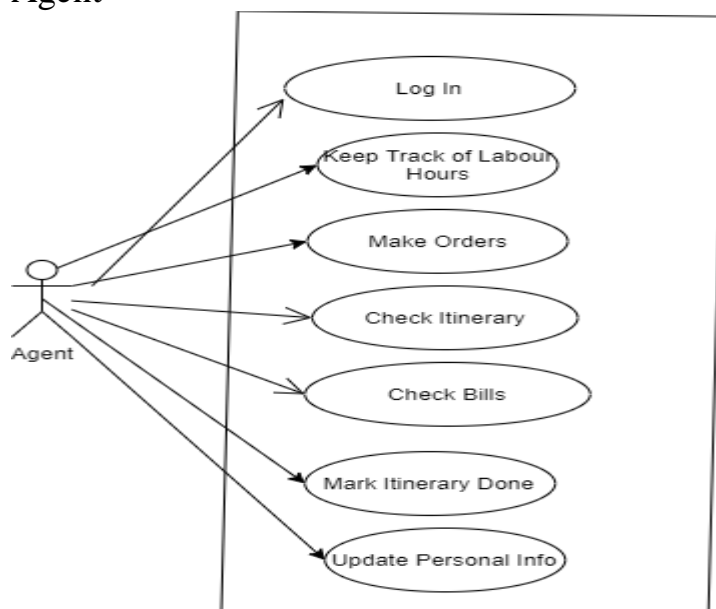 Agent
Log In
Keep Track of Labour
Hours
Make Orders
Check Itinerary
Agent
Check Bills
Mark Itinerary Done
Update Personal Info